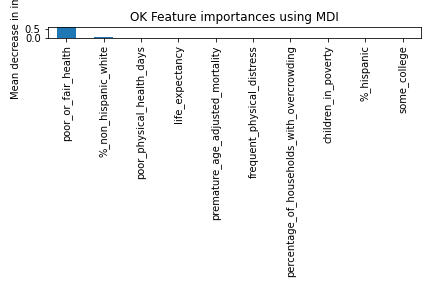 OK Feature importances using MDI
Mean decrease in in
0.5
0.0
poor_or_fair_health
%_non_hispanic_white
poor_physical_health_days
life_expectancy
premature_age_adjusted_mortality
frequent_physical_distress
percentage_of_households_with_overcrowding
children_in_poverty
%_hispanic
some_college